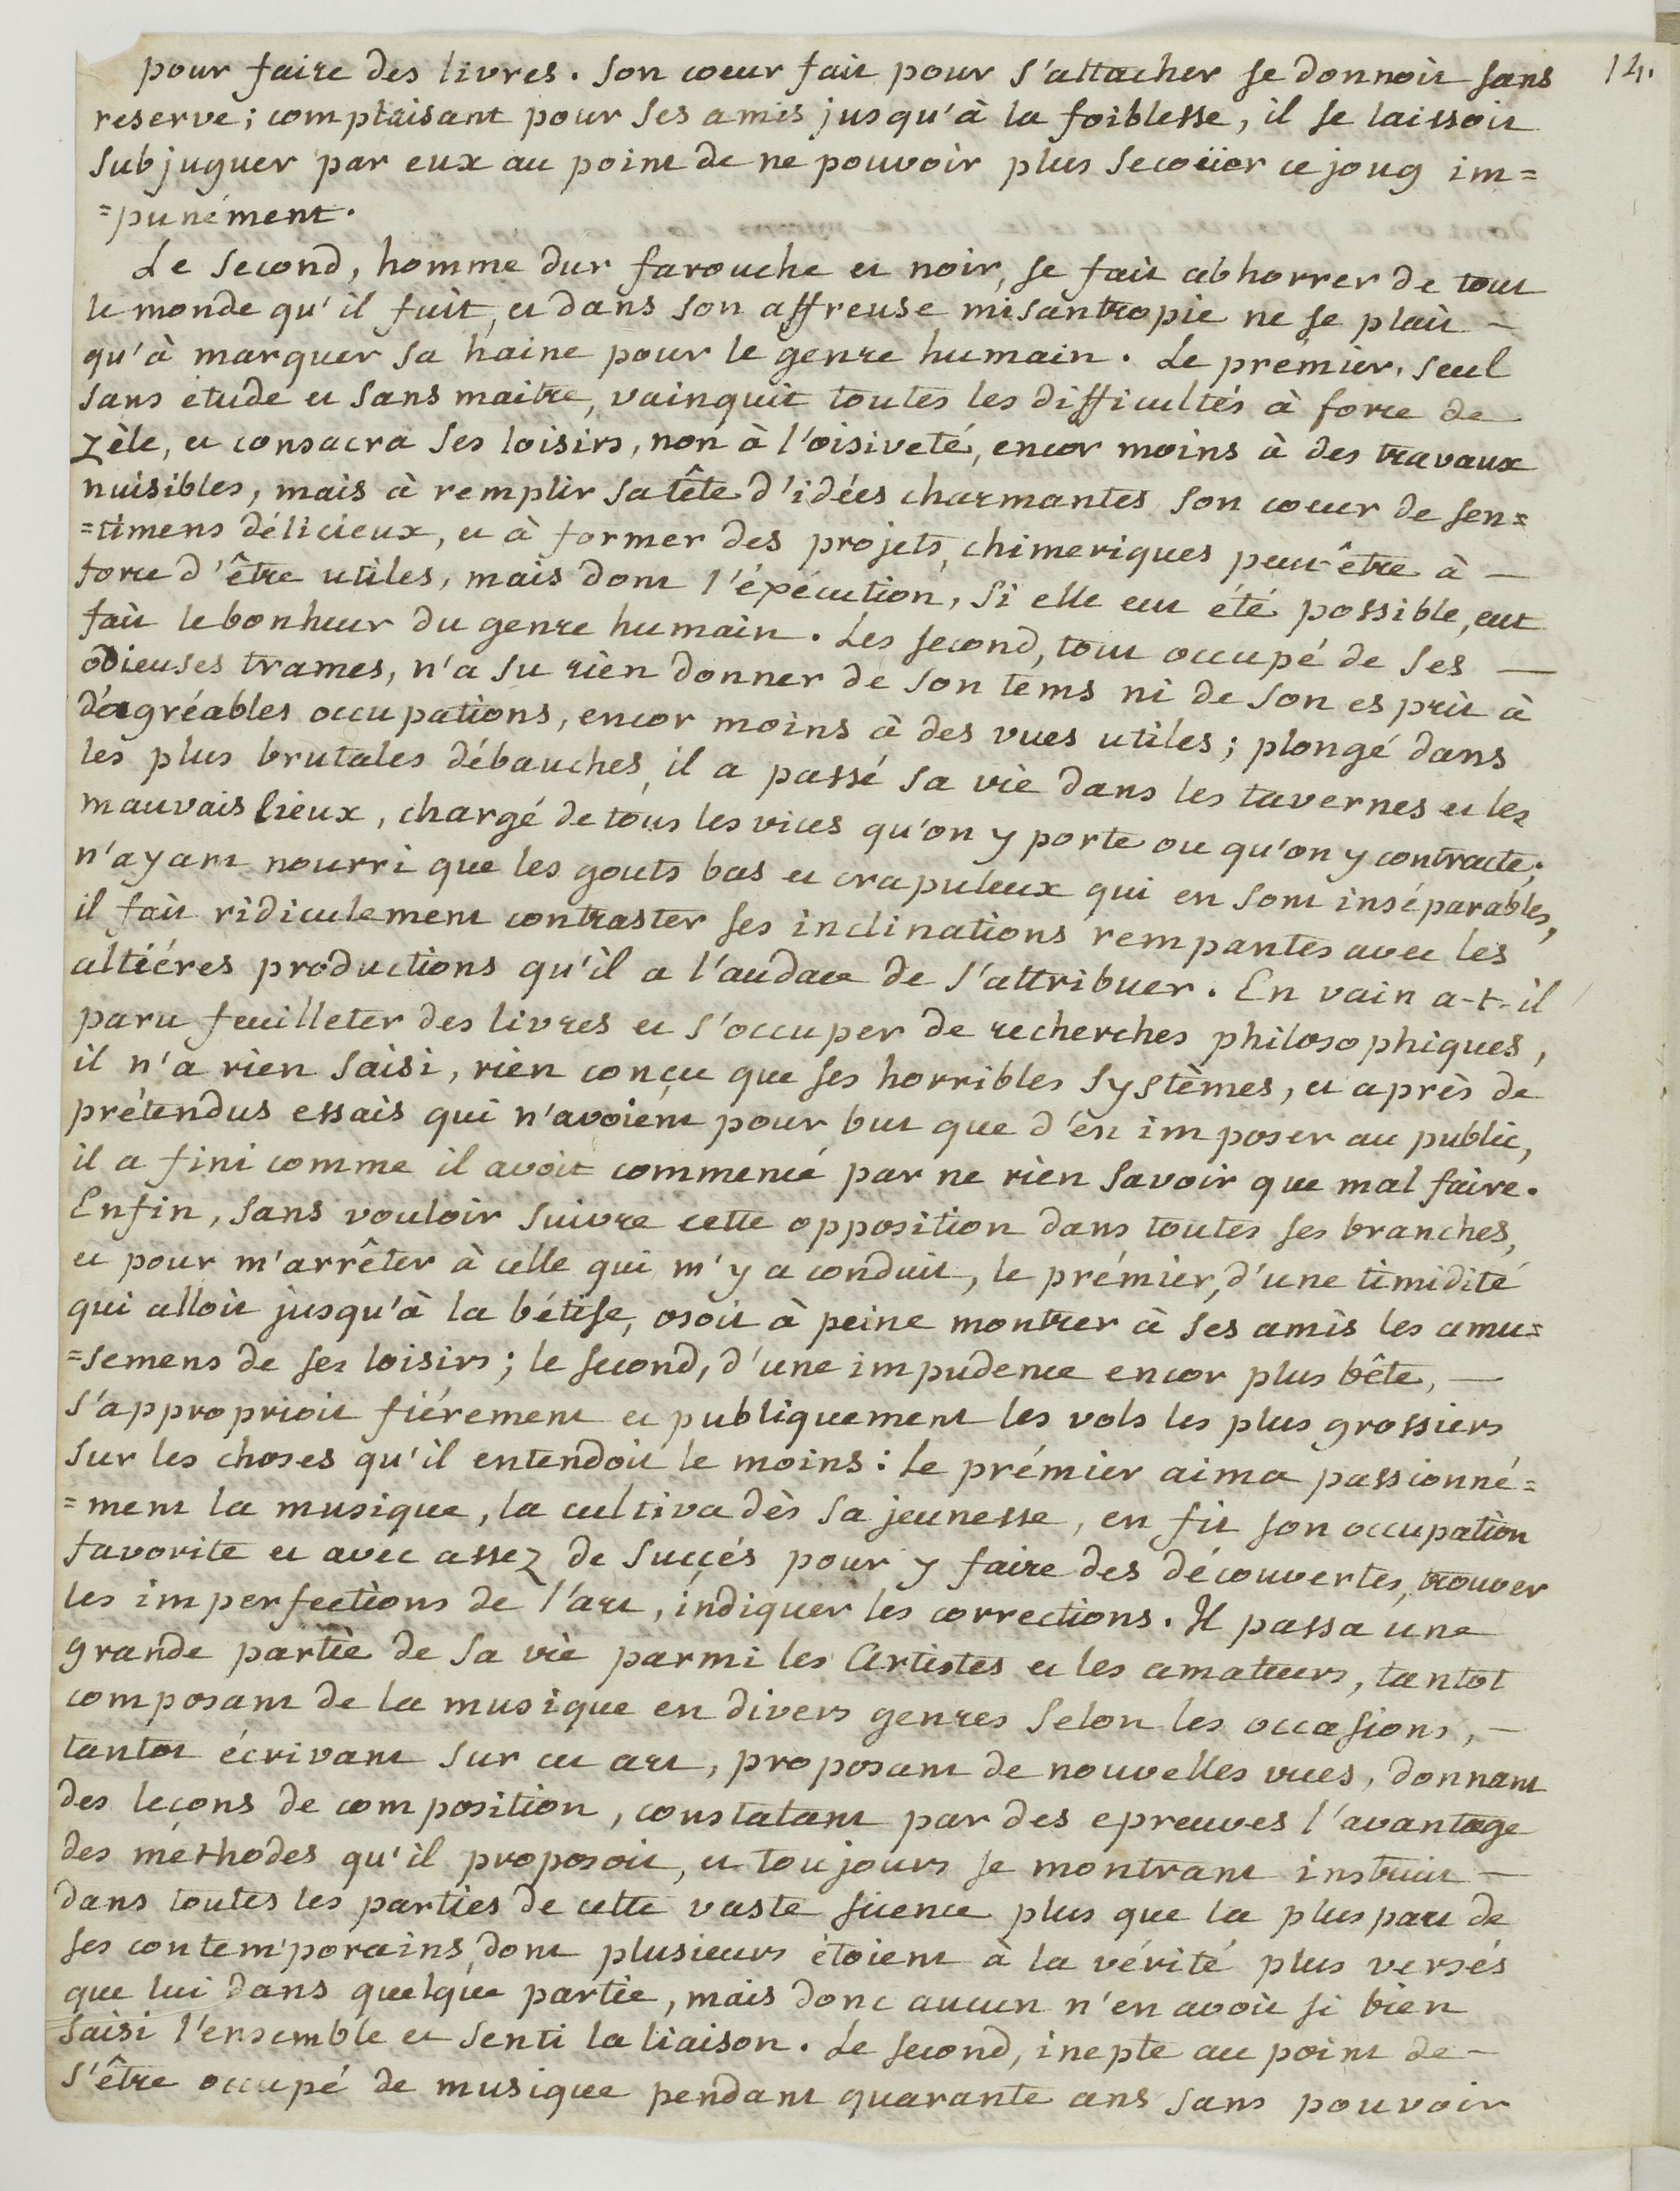 14.
pour faire des livres. Son coeur fait pour s'attacher se donnoit sans
reserve; complaisant pour ses amis jusqu'à la foiblesse, il se laissoit
subjuguer par eux au point de ne pouvoir plus secoüer ce joug im=
=punément.
Le second, homme dur farouche et noir, se fait abhorrer de tout
le monde qu'il fuit, et dans son affreuse misantropie ne se plait —
qu'à marquer sa haine pour le genre humain. Le prémier, seul
sans étude et sans maitre, vainquit toutes les difficultés à force de
zèle, et consacra ses loisirs, non à l'oisiveté, encor moins à des travaux
nuisibles, mais à remplir sa tête d'idées charmantes son coeur de sen=
=timens délicieux, et à former des projets, chimeriques peut-être à —
force d'être utiles, mais dont l'éxécution, si elle eut été possible, eut
fait le bonheur du genre humain. Les second, tout occupé de ses —
odieuses trames, n'a su rien donner de son tems ni de son esprit à
d'agréables occupations, encor moins à des vues utiles; plongé dans
les plus brutales débauches, il a passé sa vie dans les tavernes et les
mauvais lieux, chargé de tous les vices qu'on y porte ou qu'on y contracte;
n'ayant nourri que les gouts bas et crapuleux qui en sont inséparables,
il fait ridiculement contraster ses inclinations rempantes avec les
altiéres productions qu'il a l'audace de s'attribuer. En vain a-t-il
paru feuilleter des livres et s'occuper de recherches philosophiques,
il n'a rien saisi, rien conçu que ses horribles systèmes, et après de
prétendus essais qui n'avoient pour but que d'en imposer au public,
il a fini comme il avoit commencé par ne rien savoir que mal faire.
Enfin, sans vouloir suivre cette opposition dans toutes ses branches,
et pour m'arrêter à celle qui m'y a conduit, le prémier, d'une timidité
qui alloit jusqu'à la bétise, osoit à peine montrer à ses amis les amu=
=semens de ses loisirs; le second, d'une impudence encor plus bête, —
s'approprioit fiérement et publiquement les vols les plus grossiers
sur les choses qu'il entendoit le moins: Le prémier aima passionné=
=ment la musique, la cultiva dès sa jeunesse, en fit son occupation
favorite et avec assez de succés pour y faire des découvertes, trouver
les imperfections de l'art, indiquer les corrections. Il passa une
grande partie de sa vie parmi les Artistes et les amateurs, tantot
composant de la musique en divers genres selon les occasions, —
tantot écrivant sur cet art, proposant de nouvelles vues, donnant
des leçons de composition, constatant par des epreuves l'avantage
des méthodes qu'il proposoit, et toujours se montrant instruit —
dans toutes les parties de cette vaste science plus que la plus part de
ses contemporains, dont plusieurs étoient à la vérité plus versés
que lui dans quelque partie, mais donc aucun n'en avoit si bien
saisi l'ensemble et senti la liaison. Le second, inepte au point de —
s'être occupé de musique pendant quarante ans sans pouvoir